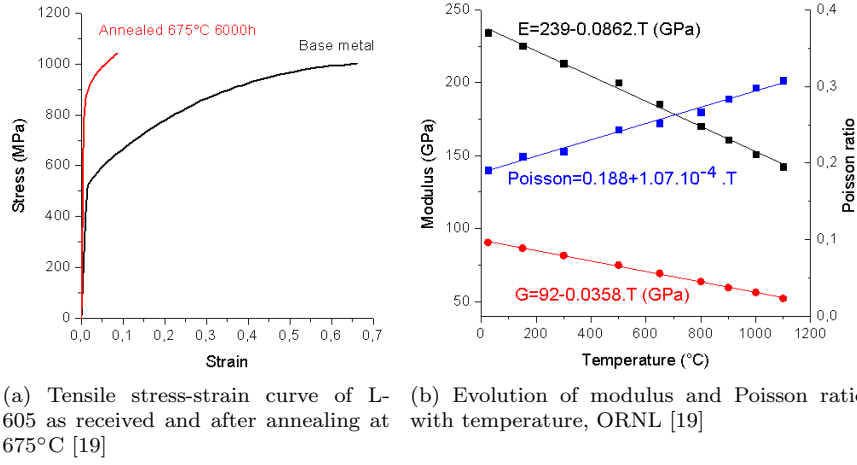 Annealed 675°C 6000h
Base metal
1200
1000
800
600
400
200
0
0,0 0,1 0,2 0,3 0,4 0,5 0,6 0,7
Stress (MPa)
Strain
E=239-0.0862.T (GPa)
Poisson=0.188+1.07.10⁻⁴ .T
G=92-0.0358.T (GPa)
250
200
150
100
50
0 200 400 600 800 1000 1200
0,4
0,3
0,2
0,1
0,0
Modulus (GPa)
Poisson ratio
Temperature (°C)
(a) Tensile stress-strain curve of L-
605 as received and after annealing at
675°C [19]
(b) Evolution of modulus and Poisson ratio
with temperature, ORNL [19]